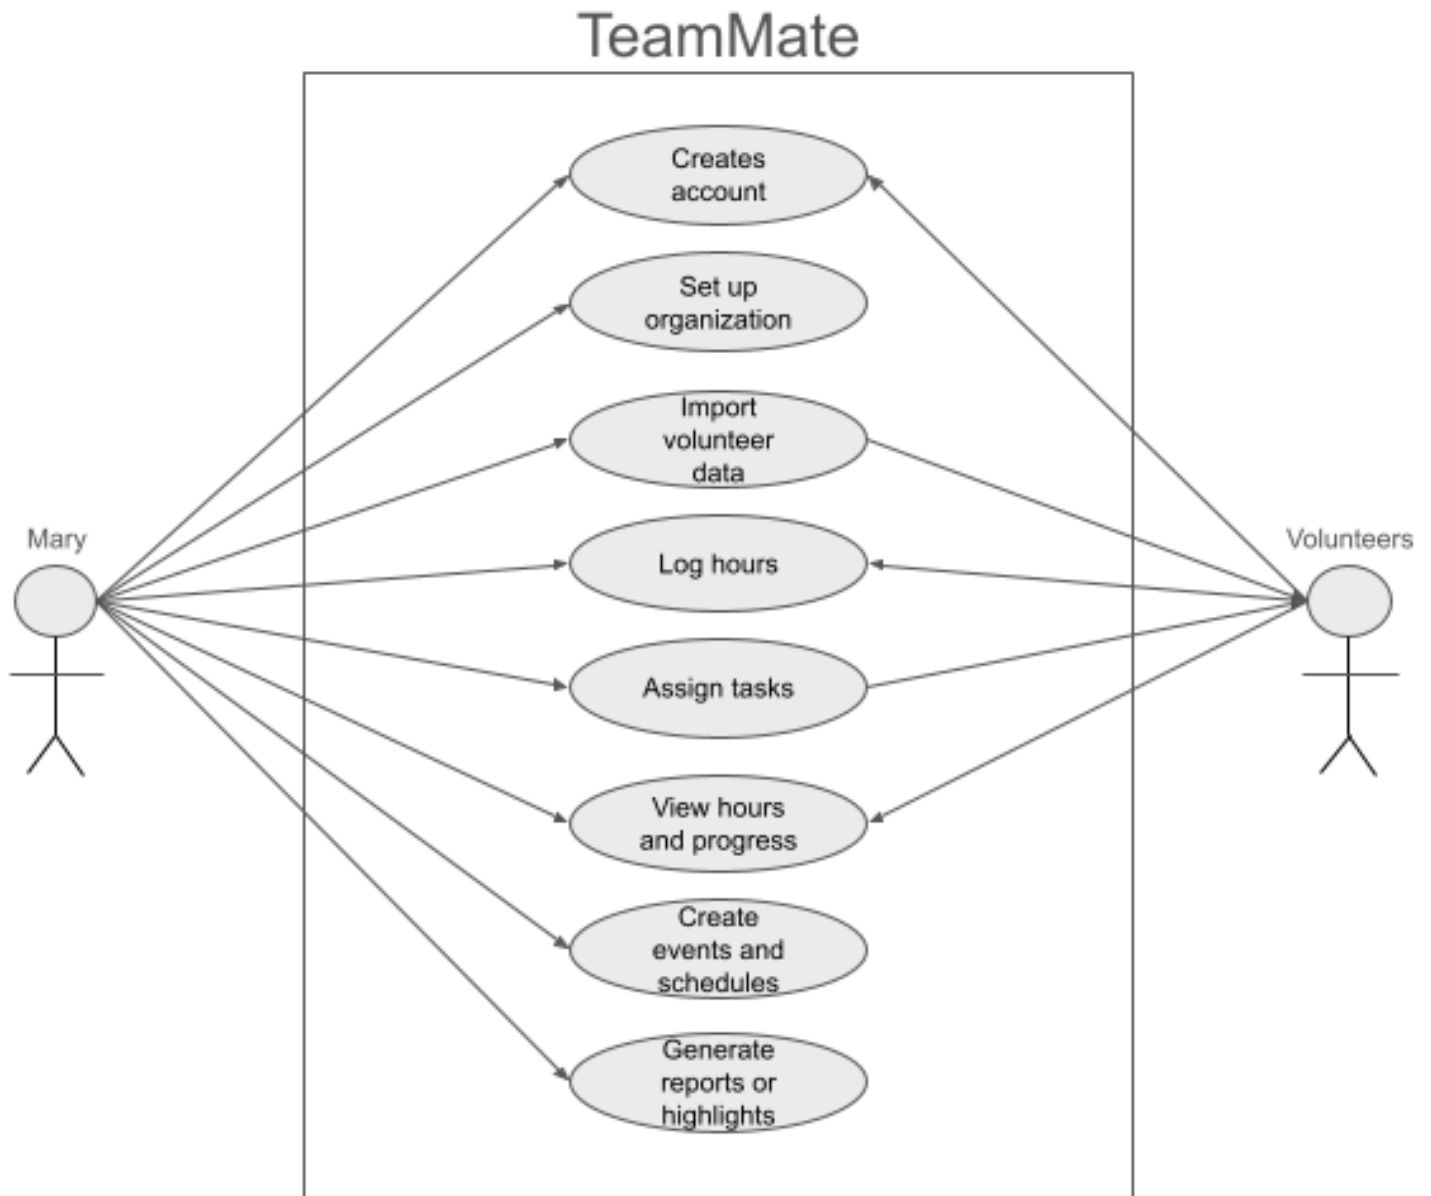 TeamMate
Creates
account
Set up
organization
Import
volunteer
data
Mary
Volunteers
Log hours
Assign tasks
View hours
and progress
Create
events and
schedules
Generate
reports or
highlights